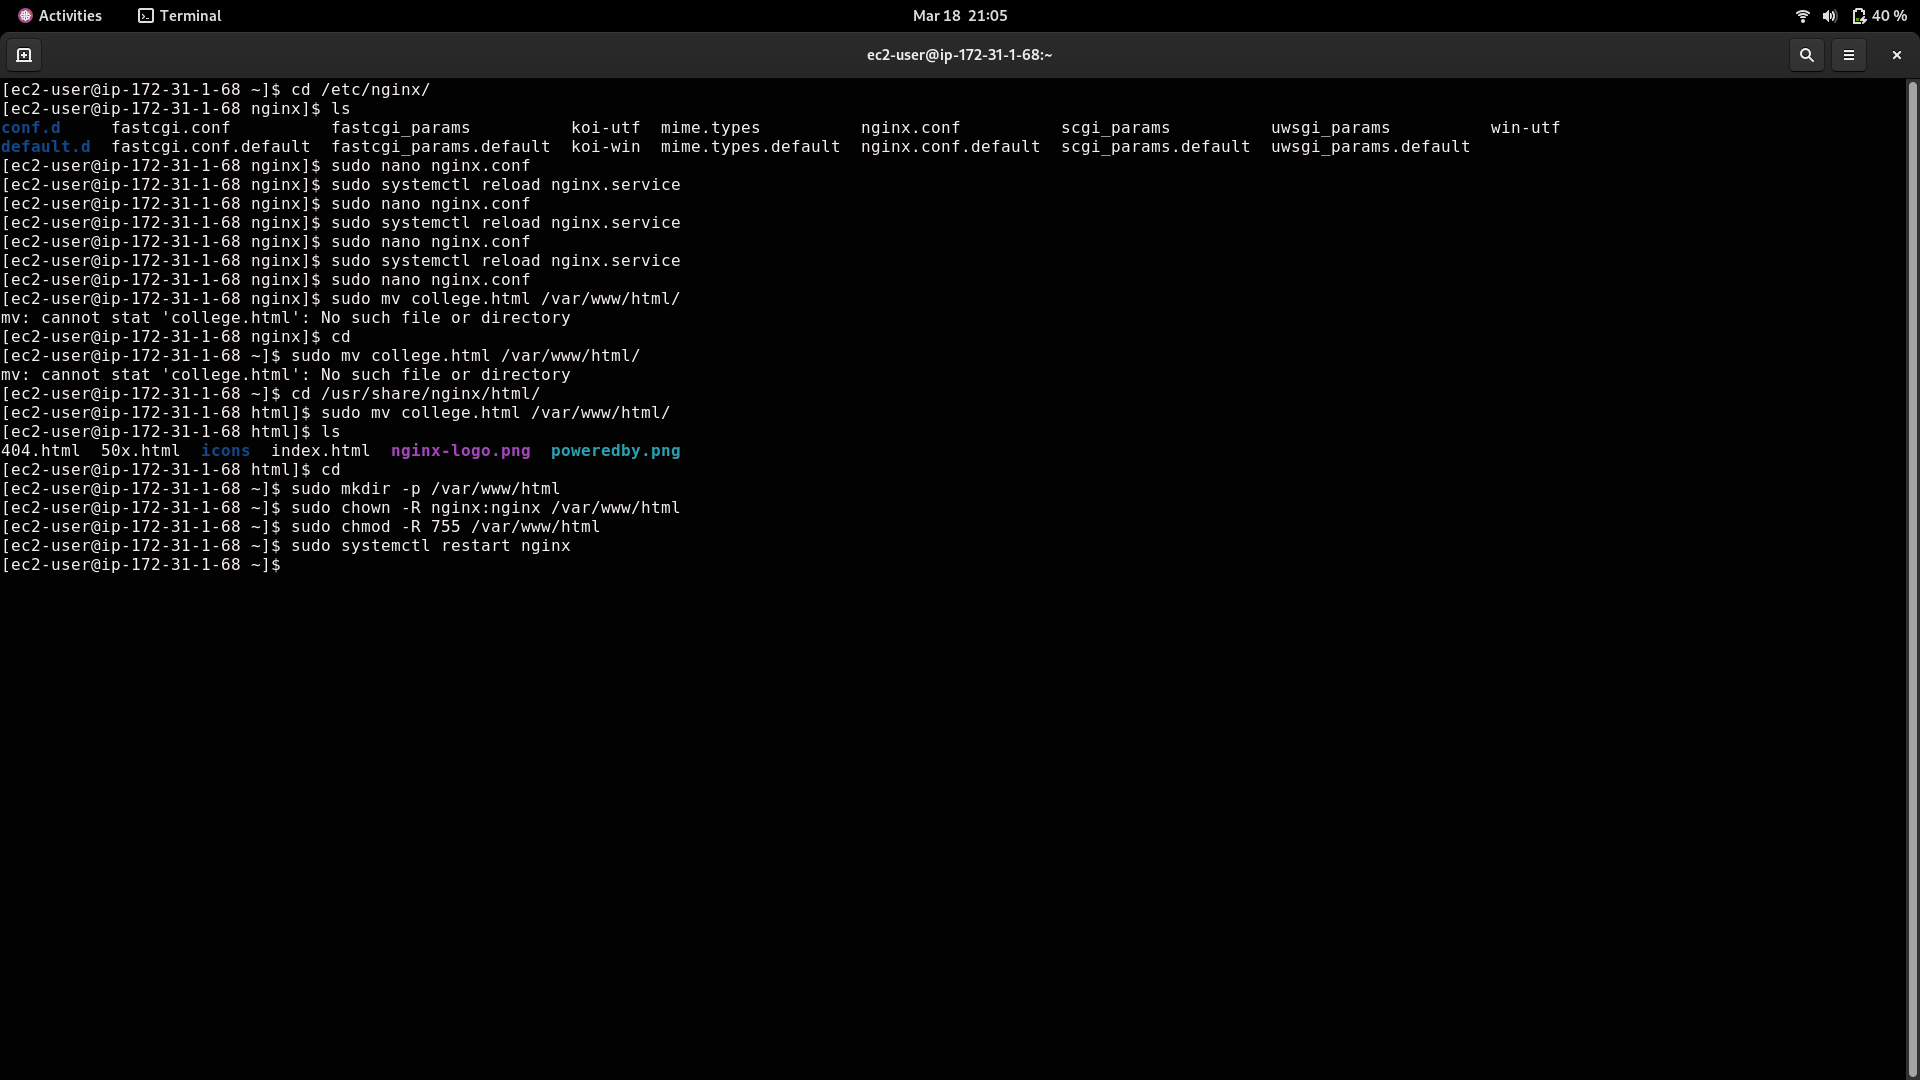 Activities Terminal Mar 18 21:05 40 %
ec2-user@ip-172-31-1-68:~
[ec2-user@ip-172-31-1-68 ~]$ cd /etc/nginx/
[ec2-user@ip-172-31-1-68 nginx]$ ls
conf.d     fastcgi.conf          fastcgi_params          koi-utf  mime.types          nginx.conf          scgi_params          uwsgi_params          win-utf
default.d  fastcgi.conf.default  fastcgi_params.default  koi-win  mime.types.default  nginx.conf.default  scgi_params.default  uwsgi_params.default
[ec2-user@ip-172-31-1-68 nginx]$ sudo nano nginx.conf
[ec2-user@ip-172-31-1-68 nginx]$ sudo systemctl reload nginx.service
[ec2-user@ip-172-31-1-68 nginx]$ sudo nano nginx.conf
[ec2-user@ip-172-31-1-68 nginx]$ sudo systemctl reload nginx.service
[ec2-user@ip-172-31-1-68 nginx]$ sudo nano nginx.conf
[ec2-user@ip-172-31-1-68 nginx]$ sudo systemctl reload nginx.service
[ec2-user@ip-172-31-1-68 nginx]$ sudo nano nginx.conf
[ec2-user@ip-172-31-1-68 nginx]$ sudo mv college.html /var/www/html/
mv: cannot stat 'college.html': No such file or directory
[ec2-user@ip-172-31-1-68 nginx]$ cd
[ec2-user@ip-172-31-1-68 ~]$ sudo mv college.html /var/www/html/
mv: cannot stat 'college.html': No such file or directory
[ec2-user@ip-172-31-1-68 ~]$ cd /usr/share/nginx/html/
[ec2-user@ip-172-31-1-68 html]$ sudo mv college.html /var/www/html/
[ec2-user@ip-172-31-1-68 html]$ ls
404.html  50x.html  icons  index.html  nginx-logo.png  poweredby.png
[ec2-user@ip-172-31-1-68 html]$ cd
[ec2-user@ip-172-31-1-68 ~]$ sudo mkdir -p /var/www/html
[ec2-user@ip-172-31-1-68 ~]$ sudo chown -R nginx:nginx /var/www/html
[ec2-user@ip-172-31-1-68 ~]$ sudo chmod -R 755 /var/www/html
[ec2-user@ip-172-31-1-68 ~]$ sudo systemctl restart nginx
[ec2-user@ip-172-31-1-68 ~]$